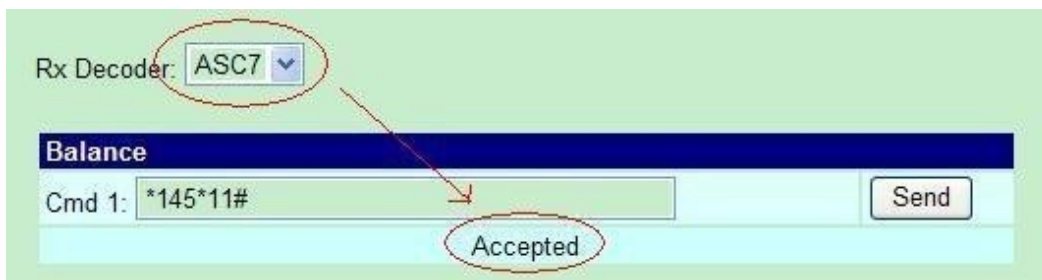 Rx Decoder: ASC7
Balance
Cmd 1: *145*11# Send
Accepted